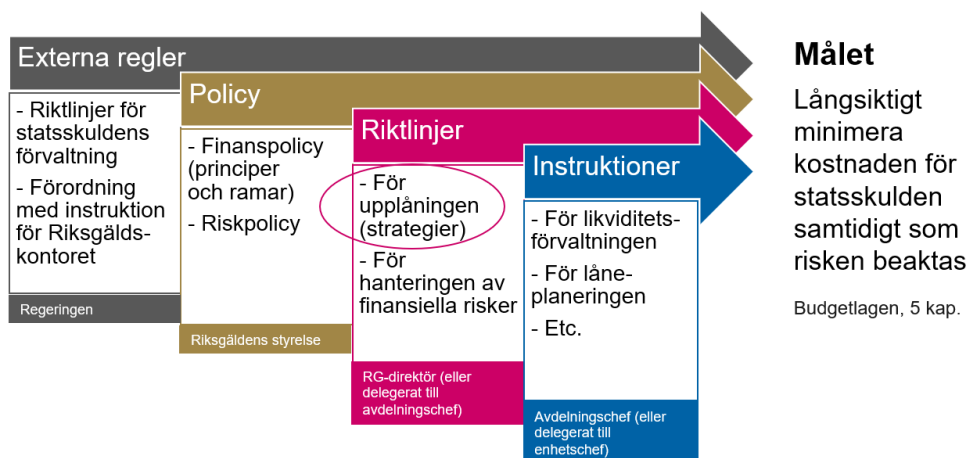 Externa regler
- Riktlinjer för
statsskuldens
förvaltning
- Förordning
med instruktion
för Riksgälds-
kontoret
Regeringen
Policy
- Finanspolicy
(principer
och ramar)
- Riskpolicy
Riksgäldens styrelse
Riktlinjer
- För
upplåningen
(strategier)
- För
hanteringen av
finansiella risker
RG-direktör (eller
delegerat till
avdelningschef)
Instruktioner
- För likviditets-
förvaltningen
- För låne-
planeringen
- Etc.
Avdelningschef (eller
delegerat till
enhetschef)
Målet
Långsiktigt
minimera
kostnaden för
statsskulden
samtidigt som
risken beaktas
Budgetlagen, 5 kap.